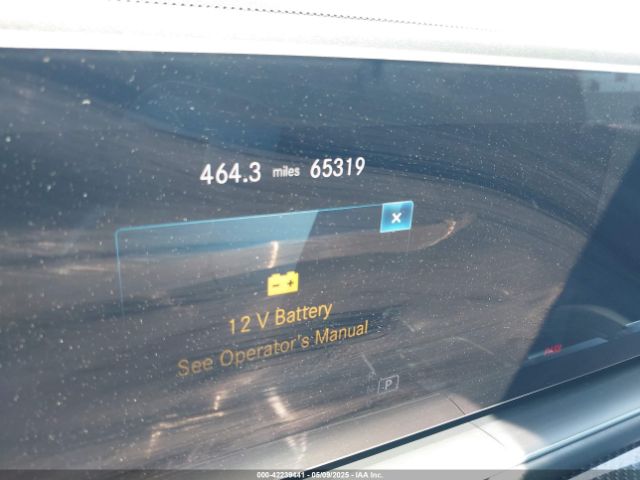 464.3 miles 65319
×
12 V Battery
See Operator's Manual
P
000-42239441 - 05/09/2025 - IAA Inc.